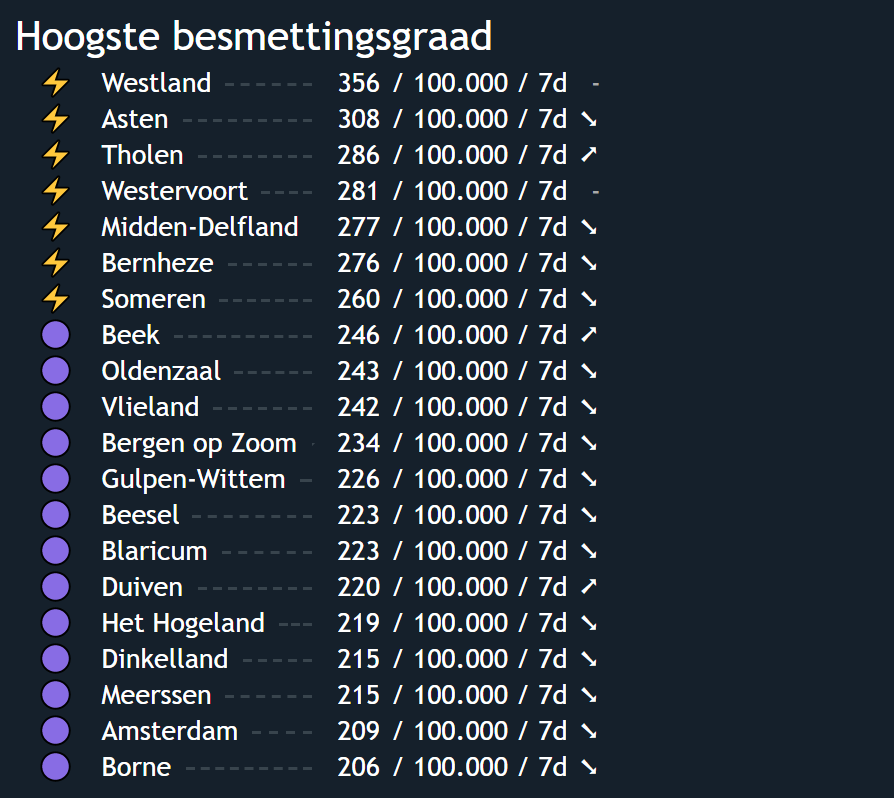 Hoogste besmettingsgraad
⚡ Westland ------ 356 / 100.000 / 7d -
⚡ Asten --------- 308 / 100.000 / 7d ↘
⚡ Tholen -------- 286 / 100.000 / 7d ↗
⚡ Westervoort ---- 281 / 100.000 / 7d -
⚡ Midden-Delfland 277 / 100.000 / 7d ↘
⚡ Bernheze ------ 276 / 100.000 / 7d ↘
⚡ Someren ------- 260 / 100.000 / 7d ↘
🟣 Beek ---------- 246 / 100.000 / 7d ↗
🟣 Oldenzaal ------ 243 / 100.000 / 7d ↘
🟣 Vlieland ------- 242 / 100.000 / 7d ↘
🟣 Bergen op Zoom - 234 / 100.000 / 7d ↘
🟣 Gulpen-Wittem - 226 / 100.000 / 7d ↘
🟣 Beesel -------- 223 / 100.000 / 7d ↘
🟣 Blaricum ------ 223 / 100.000 / 7d ↘
🟣 Duiven -------- 220 / 100.000 / 7d ↗
🟣 Het Hogeland --- 219 / 100.000 / 7d ↘
🟣 Dinkelland ----- 215 / 100.000 / 7d ↘
🟣 Meerssen ------ 215 / 100.000 / 7d ↘
🟣 Amsterdam ---- 209 / 100.000 / 7d ↘
🟣 Borne --------- 206 / 100.000 / 7d ↘